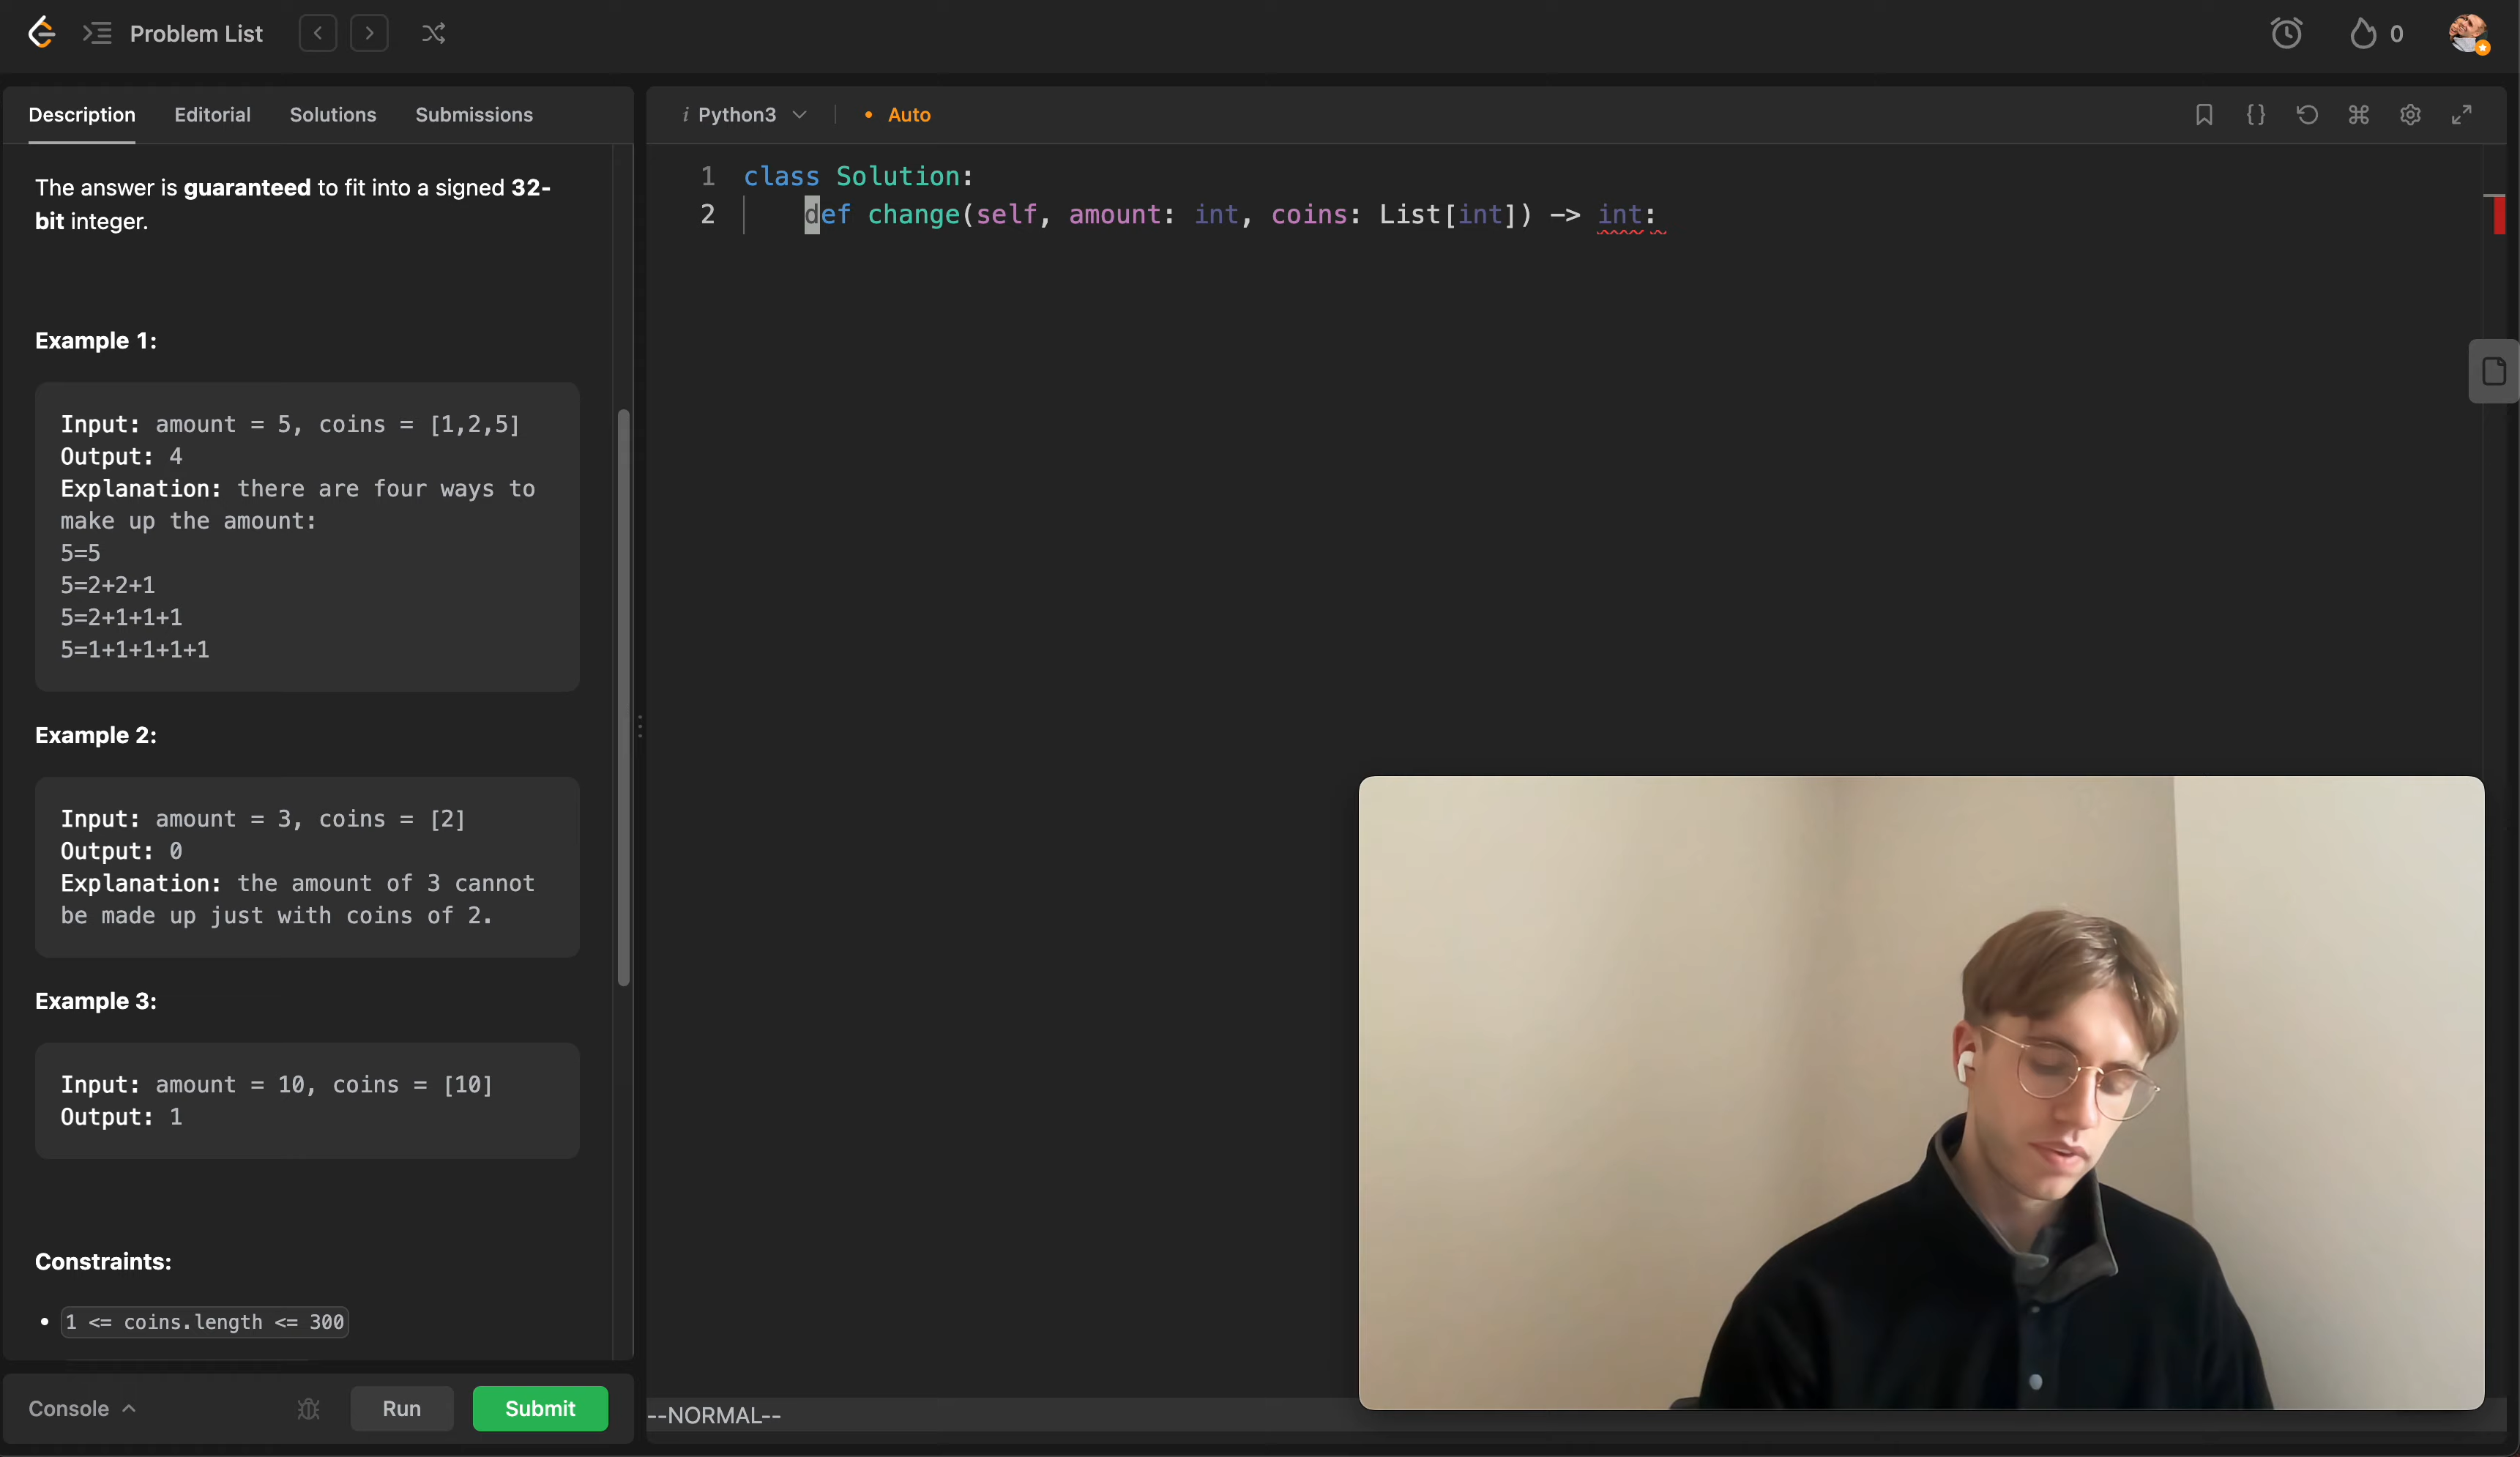 Problem List
0
Description Editorial Solutions Submissions
The answer is guaranteed to fit into a signed 32-
bit integer.
Example 1:
Input: amount = 5, coins = [1,2,5]
Output: 4
Explanation: there are four ways to
make up the amount:
5=5
5=2+2+1
5=2+1+1+1
5=1+1+1+1+1
Example 2:
Input: amount = 3, coins = [2]
Output: 0
Explanation: the amount of 3 cannot
be made up just with coins of 2.
Example 3:
Input: amount = 10, coins = [10]
Output: 1
Constraints:
1 <= coins.length <= 300
Console
Run
Submit
i Python3
Auto
1 class Solution:
2 def change(self, amount: int, coins: List[int]) -> int:
--NORMAL--